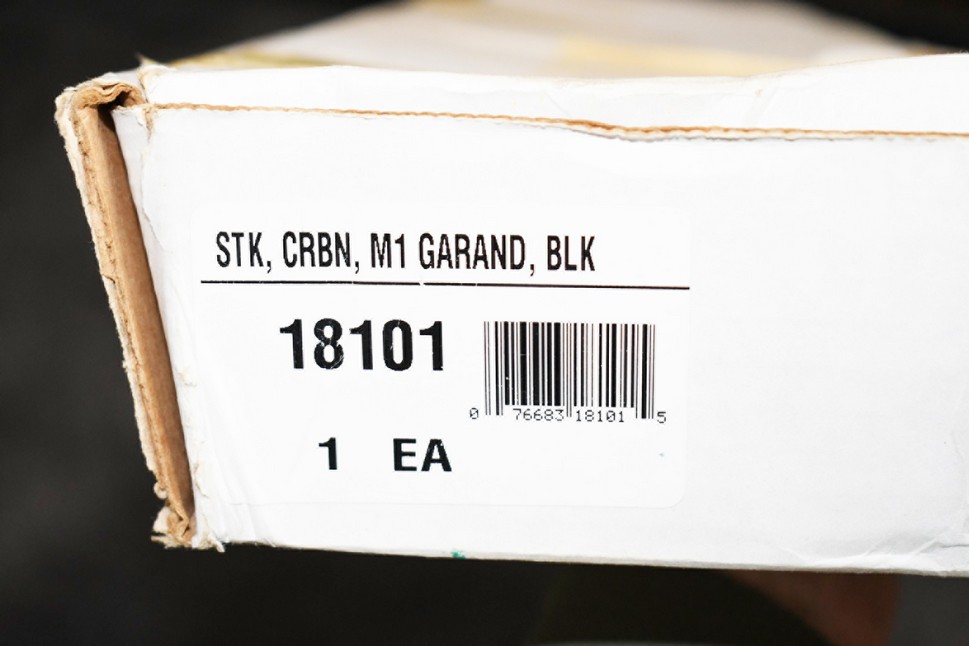 STK, CRBN, M1 GARAND, BLK
18101
0 76683 18101 5
1 EA